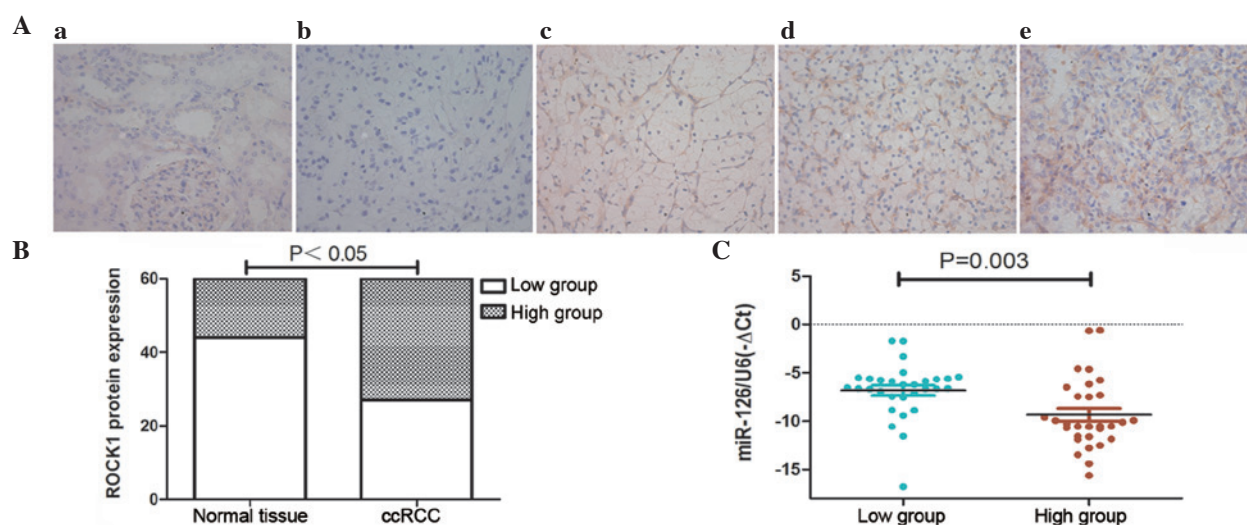 A
a
b
c
d
e
B
P< 0.05
60
40
20
0
ROCK1 protein expression
Normal tissue
ccRCC
Low group
High group
C
P=0.003
5
0
-5
-10
-15
miR-126/U6(-ΔCt)
Low group
High group